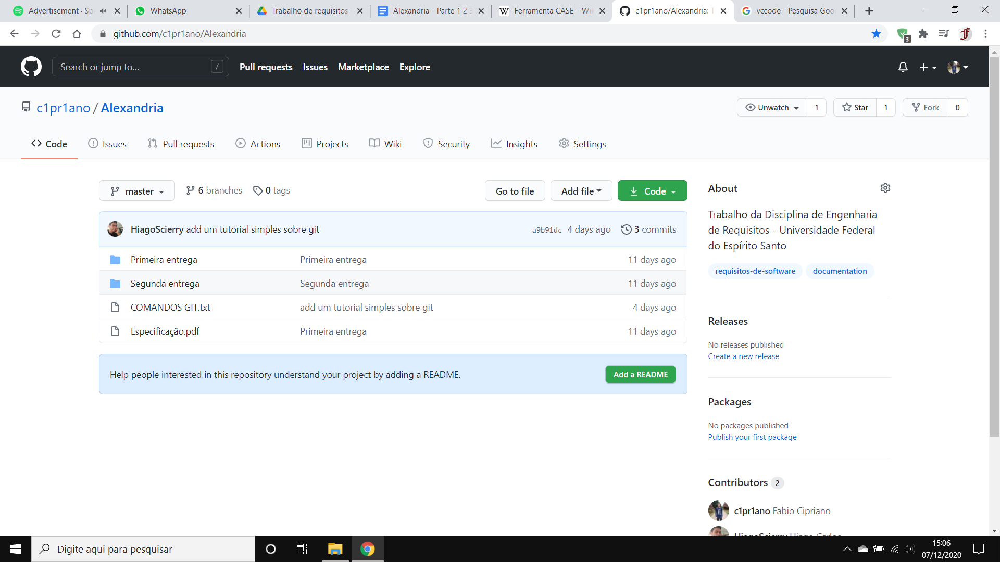 Advertisement · Sp
WhatsApp
Trabalho de requisitos
Alexandria - Parte 1 2 3
Ferramenta CASE – Wik
c1pr1ano/Alexandria: T
vccode - Pesquisa Goo
github.com/c1pr1ano/Alexandria
3
Search or jump to...
/
Pull requests
Issues
Marketplace
Explore
c1pr1ano / Alexandria
Unwatch
1
Star
1
Fork
0
Code
Issues
Pull requests
Actions
Projects
Wiki
Security
Insights
Settings
master
6 branches
0 tags
Go to file
Add file
Code
HiagoScierry add um tutorial simples sobre git
a9b91dc
4 days ago
3 commits
Primeira entrega
Primeira entrega
11 days ago
Segunda entrega
Segunda entrega
11 days ago
COMANDOS GIT.txt
add um tutorial simples sobre git
4 days ago
Especificação.pdf
Primeira entrega
11 days ago
Help people interested in this repository understand your project by adding a README.
Add a README
About
Trabalho da Disciplina de Engenharia
de Requisitos - Universidade Federal
do Espírito Santo
requisitos-de-software
documentation
Releases
No releases published
Create a new release
Packages
No packages published
Publish your first package
Contributors 2
c1pr1ano Fabio Cipriano
HiagoScierry Hiago Carlos
Digite aqui para pesquisar
15:06
07/12/2020